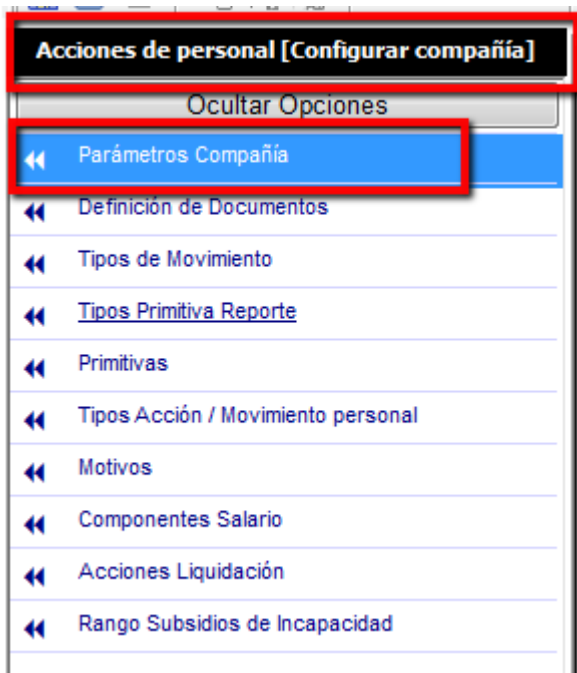 Acciones de personal [Configurar compañía]
Ocultar Opciones
Parámetros Compañía
Definición de Documentos
Tipos de Movimiento
Tipos Primitiva Reporte
Primitivas
Tipos Acción / Movimiento personal
Motivos
Componentes Salario
Acciones Liquidación
Rango Subsidios de Incapacidad